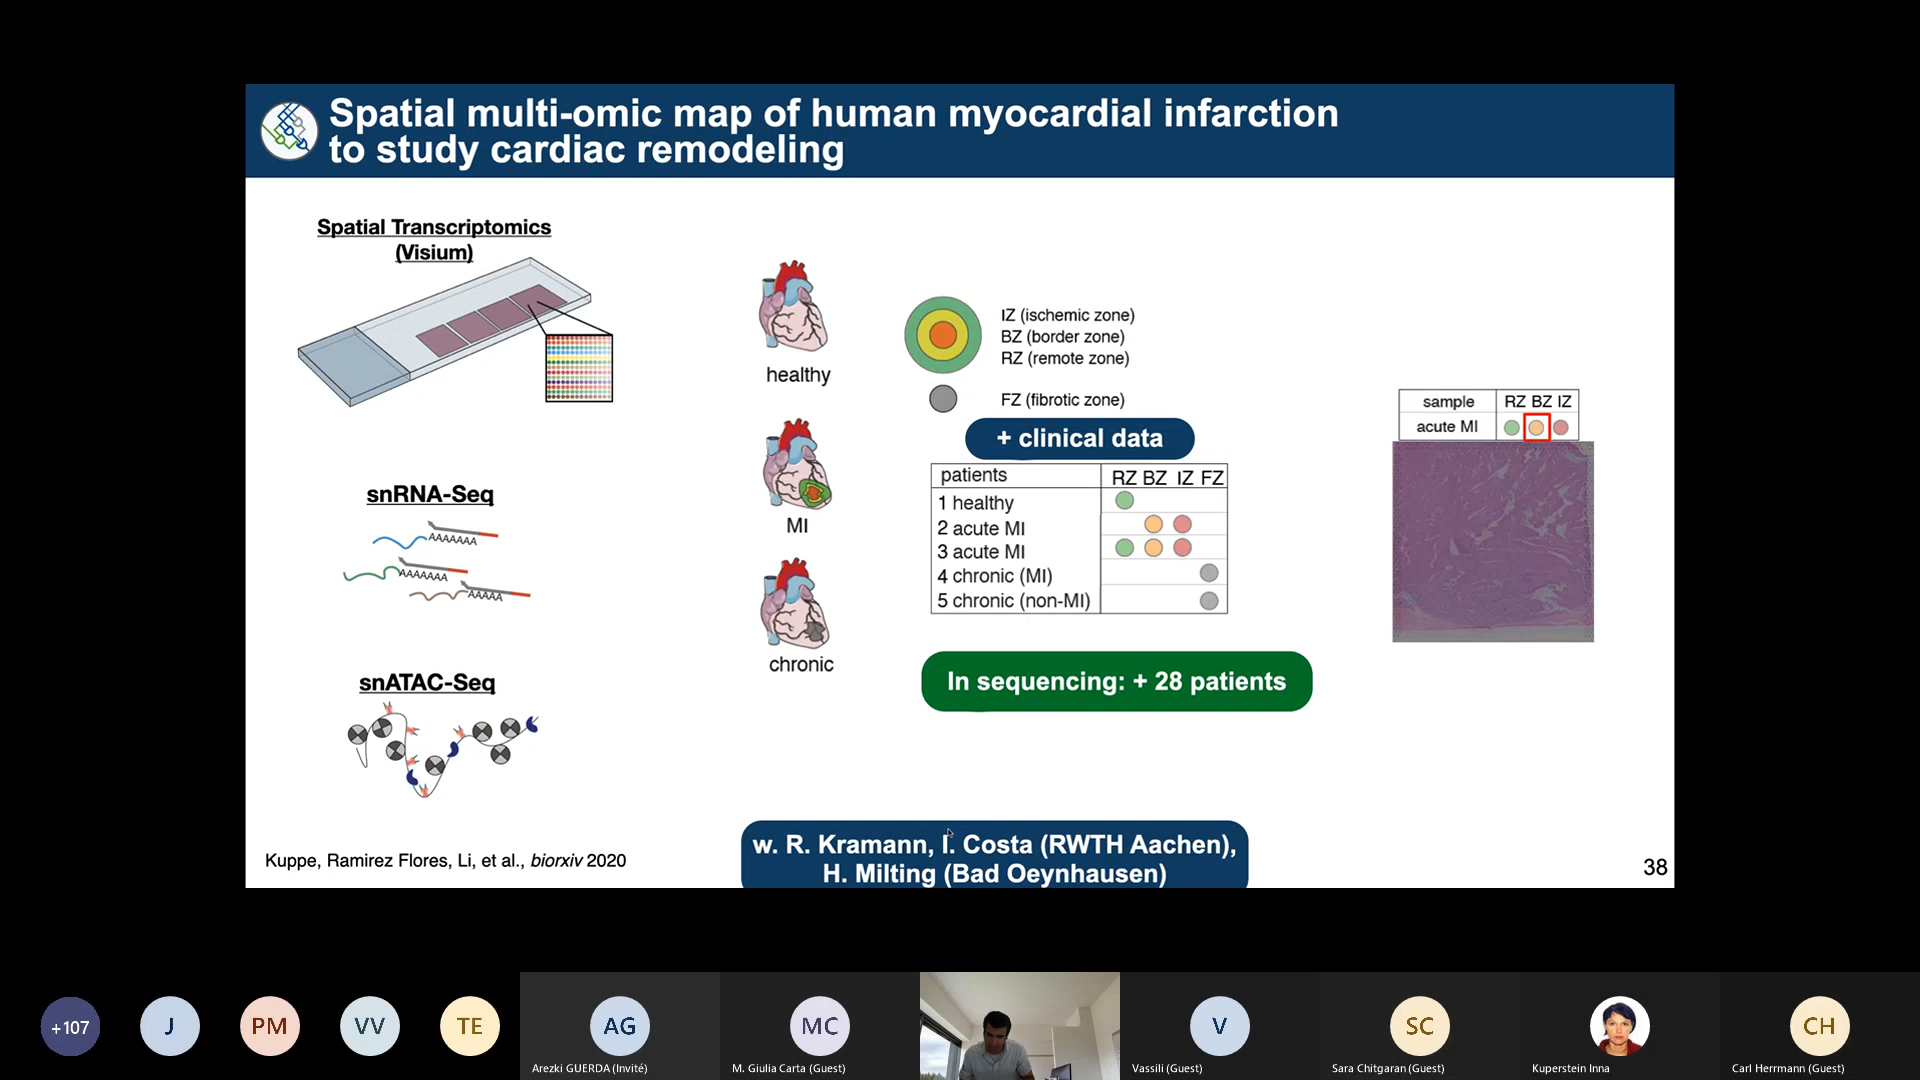 Spatial multi-omic map of human myocardial infarction
to study cardiac remodeling
Spatial Transcriptomics
(Visium)
snRNA-Seq
AAAAAAA
AAAAAAA
AAAAA
snATAC-Seq
healthy
MI
chronic
IZ (ischemic zone)
BZ (border zone)
RZ (remote zone)
FZ (fibrotic zone)
+ clinical data
patients RZ BZ IZ FZ
1 healthy
2 acute MI
3 acute MI
4 chronic (MI)
5 chronic (non-MI)
In sequencing: + 28 patients
sample RZ BZ IZ
acute MI
w. R. Kramann, I. Costa (RWTH Aachen),
H. Milting (Bad Oeynhausen)
Kuppe, Ramirez Flores, Li, et al., biorxiv 2020
38
+107
J
PM
VV
TE
AG
Arezki GUERDA (Invité)
MC
M. Giulia Carta (Guest)
V
Vassili (Guest)
SC
Sara Chitgaran (Guest)
Kuperstein Inna
CH
Carl Herrmann (Guest)